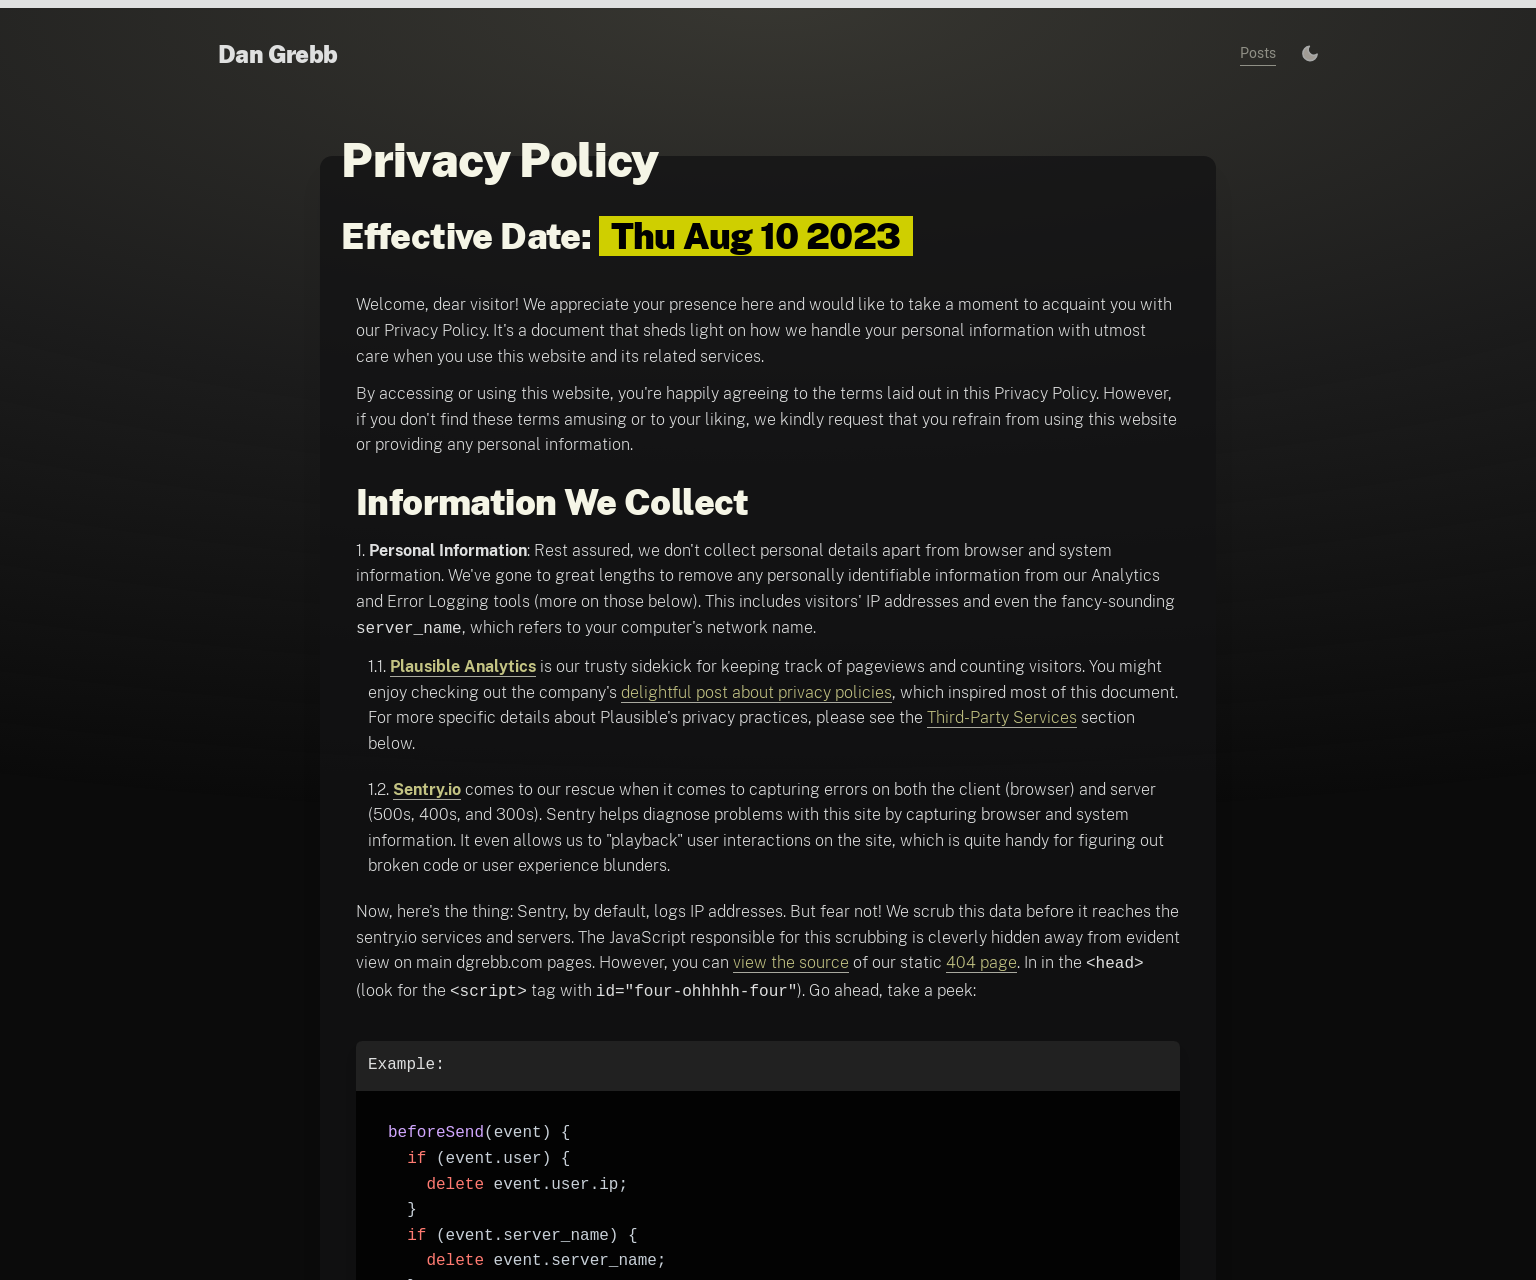 Dan Grebb
Posts
Privacy Policy
Effective Date: Thu Aug 10 2023
Welcome, dear visitor! We appreciate your presence here and would like to take a moment to acquaint you with
our Privacy Policy. It's a document that sheds light on how we handle your personal information with utmost
care when you use this website and its related services.
By accessing or using this website, you're happily agreeing to the terms laid out in this Privacy Policy. However,
if you don't find these terms amusing or to your liking, we kindly request that you refrain from using this website
or providing any personal information.
Information We Collect
1. Personal Information: Rest assured, we don't collect personal details apart from browser and system
information. We've gone to great lengths to remove any personally identifiable information from our Analytics
and Error Logging tools (more on those below). This includes visitors' IP addresses and even the fancy-sounding
server_name, which refers to your computer's network name.
1.1. Plausible Analytics is our trusty sidekick for keeping track of pageviews and counting visitors. You might
enjoy checking out the company's delightful post about privacy policies, which inspired most of this document.
For more specific details about Plausible's privacy practices, please see the Third-Party Services section
below.
1.2. Sentry.io comes to our rescue when it comes to capturing errors on both the client (browser) and server
(500s, 400s, and 300s). Sentry helps diagnose problems with this site by capturing browser and system
information. It even allows us to "playback" user interactions on the site, which is quite handy for figuring out
broken code or user experience blunders.
Now, here's the thing: Sentry, by default, logs IP addresses. But fear not! We scrub this data before it reaches the
sentry.io services and servers. The JavaScript responsible for this scrubbing is cleverly hidden away from evident
view on main dgrebb.com pages. However, you can view the source of our static 404 page. In in the <head>
(look for the <script> tag with id="four-ohhhhh-four"). Go ahead, take a peek:
Example:
beforeSend(event) {
if (event.user) {
delete event.user.ip;
}
if (event.server_name) {
delete event.server_name;